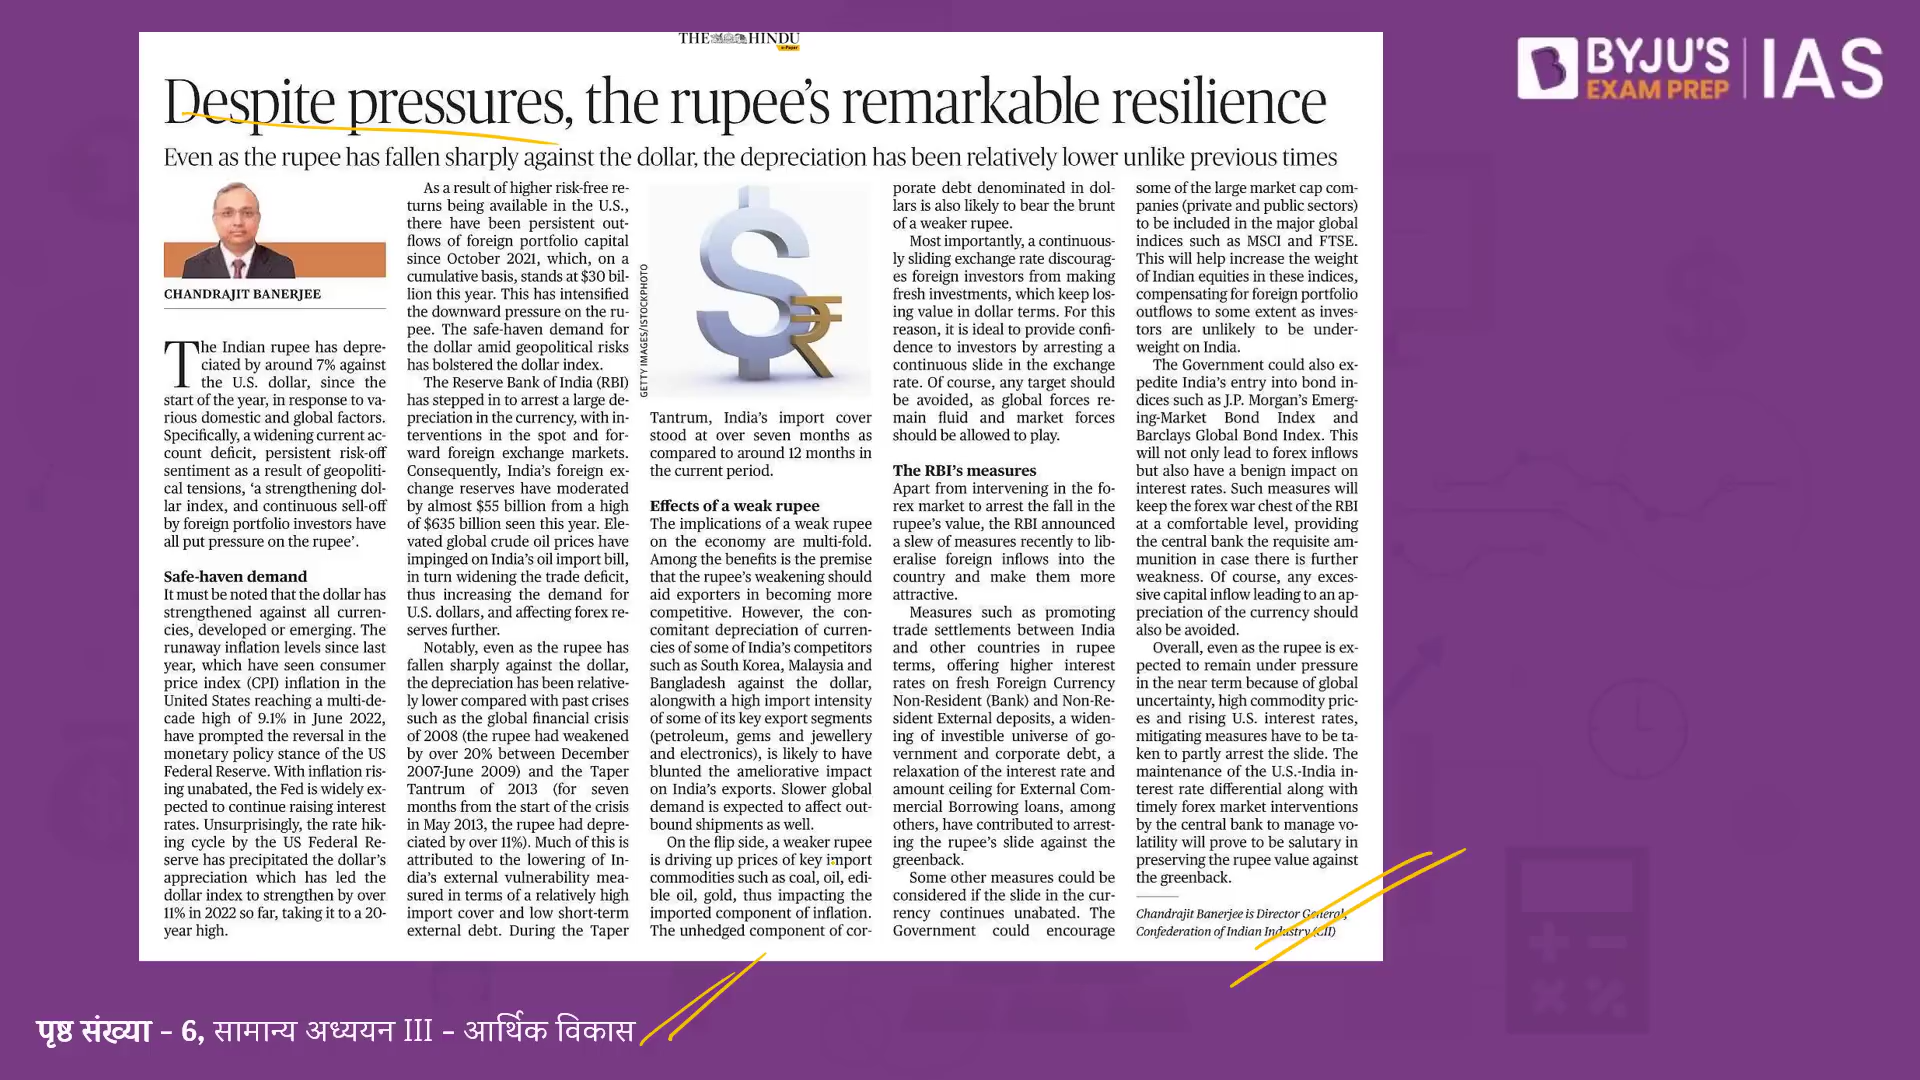 THE HINDU
e-Paper
BYJU'S
EXAM PREP
IAS
Despite pressures, the rupee's remarkable resilience
Even as the rupee has fallen sharply against the dollar, the depreciation has been relatively lower unlike previous times
CHANDRAJIT BANERJEE
The Indian rupee has depre-
ciated by around 7% against
the U.S. dollar, since the
start of the year, in response to va-
rious domestic and global factors.
Specifically, a widening current ac-
count deficit, persistent risk-off
sentiment as a result of geopoliti-
cal tensions, 'a strengthening dol-
lar index, and continuous sell-off
by foreign portfolio investors have
all put pressure on the rupee'.
Safe-haven demand
It must be noted that the dollar has
strengthened against all curren-
cies, developed or emerging. The
runaway inflation levels since last
year, which have seen consumer
price index (CPI) inflation in the
United States reaching a multi-de-
cade high of 9.1% in June 2022,
have prompted the reversal in the
monetary policy stance of the US
Federal Reserve. With inflation ris-
ing unabated, the Fed is widely ex-
pected to continue raising interest
rates. Unsurprisingly, the rate hik-
ing cycle by the US Federal Re-
serve has precipitated the dollar's
appreciation which has led the
dollar index to strengthen by over
11% in 2022 so far, taking it to a 20-
year high.
As a result of higher risk-free re-
turns being available in the U.S.,
there have been persistent out-
flows of foreign portfolio capital
since October 2021, which, on a
cumulative basis, stands at $30 bil-
lion this year. This has intensified
the downward pressure on the ru-
pee. The safe-haven demand for
the dollar amid geopolitical risks
has bolstered the dollar index.
The Reserve Bank of India (RBI)
has stepped in to arrest a large de-
preciation in the currency, with in-
terventions in the spot and for-
ward foreign exchange markets.
Consequently, India's foreign ex-
change reserves have moderated
by almost $55 billion from a high
of $635 billion seen this year. Ele-
vated global crude oil prices have
impinged on India's oil import bill,
in turn widening the trade deficit,
thus increasing the demand for
U.S. dollars, and affecting forex re-
serves further.
Notably, even as the rupee has
fallen sharply against the dollar,
the depreciation has been relative-
ly lower compared with past crises
such as the global financial crisis
of 2008 (the rupee had weakened
by over 20% between December
2007-June 2009) and the Taper
Tantrum of 2013 (for seven
months from the start of the crisis
in May 2013, the rupee had depre-
ciated by over 11%). Much of this is
attributed to the lowering of In-
dia's external vulnerability mea-
sured in terms of a relatively high
import cover and low short-term
external debt. During the Taper
GETTY IMAGES/ISTOCKPHOTO
Tantrum, India's import cover
stood at over seven months as
compared to around 12 months in
the current period.
Effects of a weak rupee
The implications of a weak rupee
on the economy are multi-fold.
Among the benefits is the premise
that the rupee's weakening should
aid exporters in becoming more
competitive. However, the con-
comitant depreciation of curren-
cies of some of India's competitors
such as South Korea, Malaysia and
Bangladesh against the dollar,
alongwith a high import intensity
of some of its key export segments
(petroleum, gems and jewellery
and electronics), is likely to have
blunted the ameliorative impact
on India's exports. Slower global
demand is expected to affect out-
bound shipments as well.
On the flip side, a weaker rupee
is driving up prices of key import
commodities such as coal, oil, edi-
ble oil, gold, thus impacting the
imported component of inflation.
The unhedged component of cor-
porate debt denominated in dol-
lars is also likely to bear the brunt
of a weaker rupee.
Most importantly, a continuous-
ly sliding exchange rate discourag-
es foreign investors from making
fresh investments, which keep los-
ing value in dollar terms. For this
reason, it is ideal to provide confi-
dence to investors by arresting a
continuous slide in the exchange
rate. Of course, any target should
be avoided, as global forces re-
main fluid and market forces
should be allowed to play.
The RBI's measures
Apart from intervening in the fo-
rex market to arrest the fall in the
rupee's value, the RBI announced
a slew of measures recently to lib-
eralise foreign inflows into the
country and make them more
attractive.
Measures such as promoting
trade settlements between India
and other countries in rupee
terms, offering higher interest
rates on fresh Foreign Currency
Non-Resident (Bank) and Non-Re-
sident External deposits, a widen-
ing of investible universe of go-
vernment and corporate debt, a
relaxation of the interest rate and
amount ceiling for External Com-
mercial Borrowing loans, among
others, have contributed to arrest-
ing the rupee's slide against the
greenback.
Some other measures could be
considered if the slide in the cur-
rency continues unabated. The
Government could encourage
some of the large market cap com-
panies (private and public sectors)
to be included in the major global
indices such as MSCI and FTSE.
This will help increase the weight
of Indian equities in these indices,
compensating for foreign portfolio
outflows to some extent as inves-
tors are unlikely to be under-
weight on India.
The Government could also ex-
pedite India's entry into bond in-
dices such as J.P. Morgan's Emerg-
ing-Market Bond Index and
Barclays Global Bond Index. This
will not only lead to forex inflows
but also have a benign impact on
interest rates. Such measures will
keep the forex war chest of the RBI
at a comfortable level, providing
the central bank the requisite am-
munition in case there is further
weakness. Of course, any exces-
sive capital inflow leading to an ap-
preciation of the currency should
also be avoided.
Overall, even as the rupee is ex-
pected to remain under pressure
in the near term because of global
uncertainty, high commodity pric-
es and rising U.S. interest rates,
mitigating measures have to be ta-
ken to partly arrest the slide. The
maintenance of the U.S.-India in-
terest rate differential along with
timely forex market interventions
by the central bank to manage vo-
latility will prove to be salutary in
preserving the rupee value against
the greenback.
Chandrajit Banerjee is Director General,
Confederation of Indian Industry (CII)
पृष्ठ संख्या – 6, सामान्य अध्ययन III – आर्थिक विकास